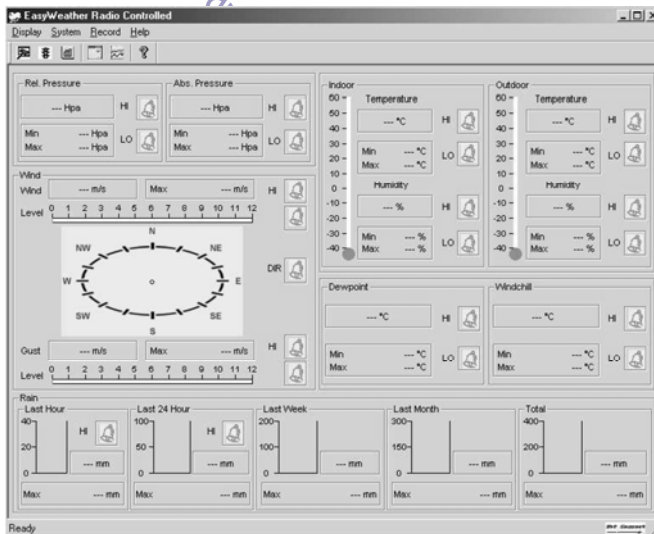 EasyWeather Radio Controlled
Display System Record Help
Rel. Pressure
--- Hpa
HI
Min --- Hpa
Max --- Hpa
LO
Abs. Pressure
--- Hpa
HI
Min --- Hpa
Max --- Hpa
LO
Wind
Wind --- m/s Max --- m/s HI
Level 0 1 2 3 4 5 6 7 8 9 10 11 12
N
NW NE
W E
SW SE
S
DIR
Gust --- m/s Max --- m/s HI
Level 0 1 2 3 4 5 6 7 8 9 10 11 12
Indoor
60
50
40
30
20
10
0
-10
-20
-30
-40
Temperature
--- °C
HI
Min --- °C
Max --- °C
LO
Humidity
--- %
HI
Min --- %
Max --- %
LO
Outdoor
60
50
40
30
20
10
0
-10
-20
-30
-40
Temperature
--- °C
HI
Min --- °C
Max --- °C
LO
Humidity
--- %
HI
Min --- %
Max --- %
LO
Dewpoint
--- °C
HI
Min --- °C
Max --- °C
LO
Windchill
--- °C
HI
Min --- °C
Max --- °C
LO
Rain
Last Hour
40
20
0
HI
--- mm
Max --- mm
Last 24 Hour
100
50
0
HI
--- mm
Max --- mm
Last Week
200
100
0
--- mm
Max --- mm
Last Month
300
150
0
--- mm
Max --- mm
Total
400
200
0
--- mm
Max --- mm
Ready